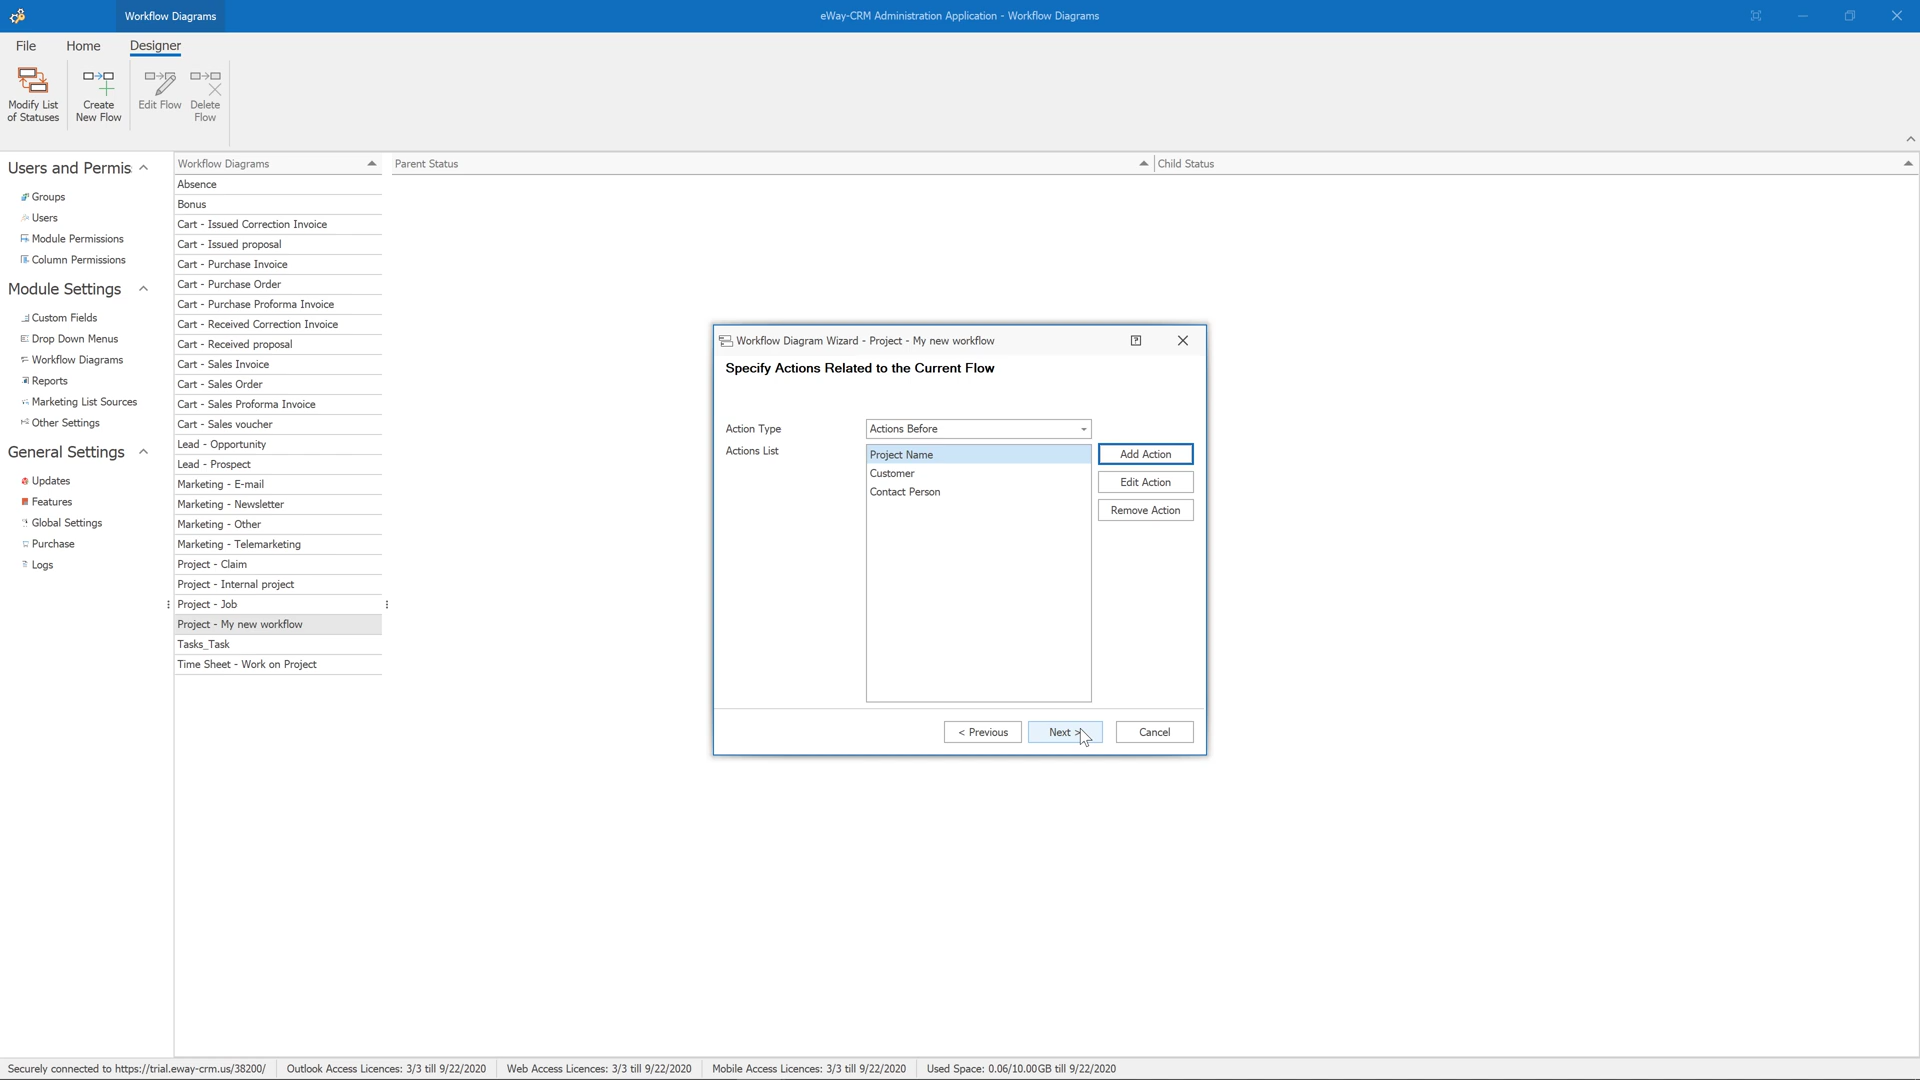 Workflow Diagrams
eWay-CRM Administration Application - Workflow Diagrams
File
Home
Designer
Modify List
of Statuses
Create
New Flow
Edit Flow
Delete
Flow
Users and Permis
Groups
Users
Module Permissions
Column Permissions
Module Settings
Custom Fields
Drop Down Menus
Workflow Diagrams
Reports
Marketing List Sources
Other Settings
General Settings
Updates
Features
Global Settings
Purchase
Logs
Workflow Diagrams
Absence
Bonus
Cart - Issued Correction Invoice
Cart - Issued proposal
Cart - Purchase Invoice
Cart - Purchase Order
Cart - Purchase Proforma Invoice
Cart - Received Correction Invoice
Cart - Received proposal
Cart - Sales Invoice
Cart - Sales Order
Cart - Sales Proforma Invoice
Cart - Sales voucher
Lead - Opportunity
Lead - Prospect
Marketing - E-mail
Marketing - Newsletter
Marketing - Other
Marketing - Telemarketing
Project - Claim
Project - Internal project
Project - Job
Project - My new workflow
Tasks_Task
Time Sheet - Work on Project
Parent Status
Child Status
Workflow Diagram Wizard - Project - My new workflow
Specify Actions Related to the Current Flow
Action Type
Actions Before
Actions List
Project Name
Customer
Contact Person
Add Action
Edit Action
Remove Action
< Previous
Next >
Cancel
Securely connected to https://trial.eway-crm.us/38200/
Outlook Access Licences: 3/3 till 9/22/2020
Web Access Licences: 3/3 till 9/22/2020
Mobile Access Licences: 3/3 till 9/22/2020
Used Space: 0.06/10.00GB till 9/22/2020